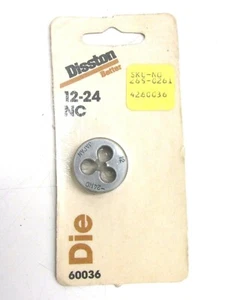 Disston
Better
12-24
NC
SKU-NO
265-0261
4260036
Die
60036